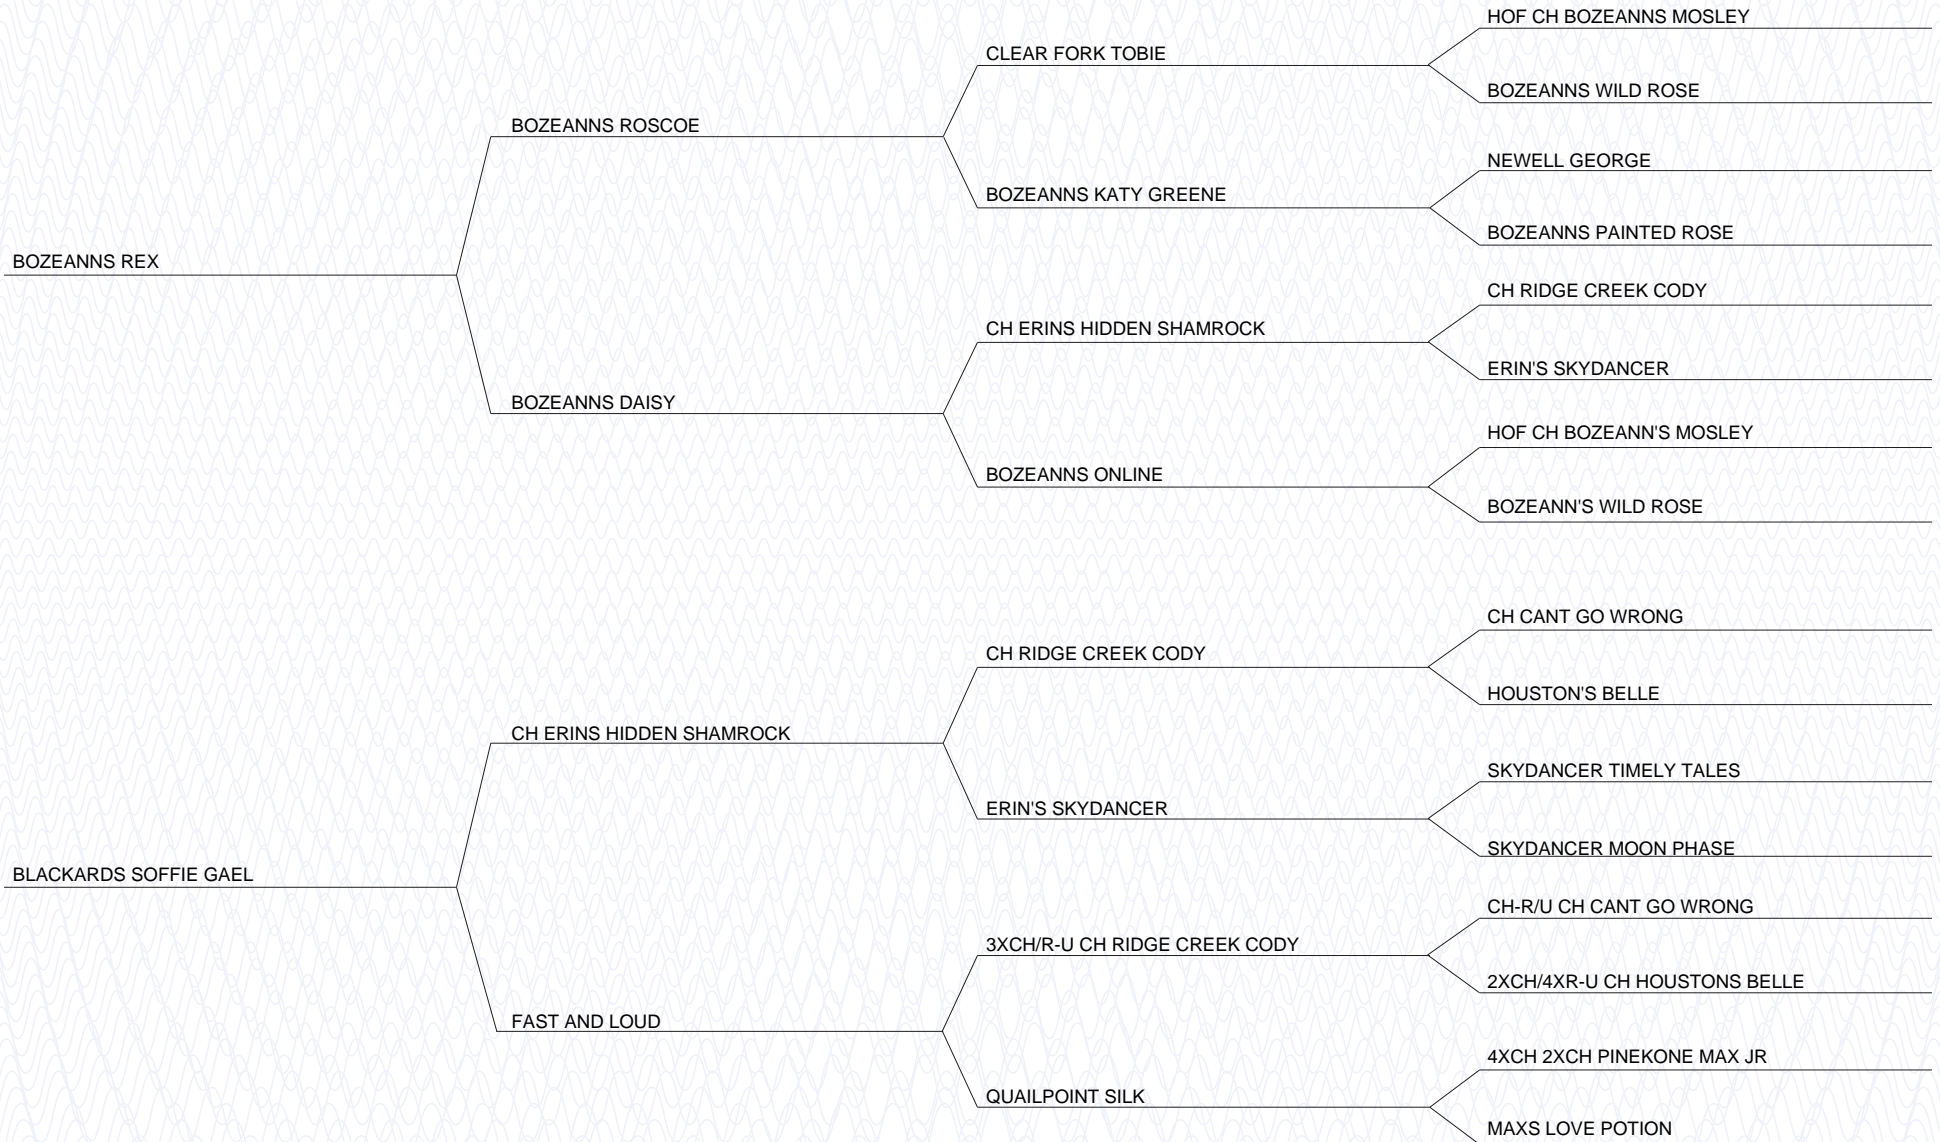 HOF CH BOZEANNS MOSLEY
CLEAR FORK TOBIE
BOZEANNS WILD ROSE
BOZEANNS ROSCOE
NEWELL GEORGE
BOZEANNS KATY GREENE
BOZEANNS PAINTED ROSE
BOZEANNS REX
CH RIDGE CREEK CODY
CH ERINS HIDDEN SHAMROCK
ERIN'S SKYDANCER
BOZEANNS DAISY
HOF CH BOZEANN'S MOSLEY
BOZEANNS ONLINE
BOZEANN'S WILD ROSE
CH CANT GO WRONG
CH RIDGE CREEK CODY
HOUSTON'S BELLE
CH ERINS HIDDEN SHAMROCK
SKYDANCER TIMELY TALES
ERIN'S SKYDANCER
SKYDANCER MOON PHASE
BLACKARDS SOFFIE GAEL
CH-R/U CH CANT GO WRONG
3XCH/R-U CH RIDGE CREEK CODY
2XCH/4XR-U CH HOUSTONS BELLE
FAST AND LOUD
4XCH 2XCH PINEKONE MAX JR
QUAILPOINT SILK
MAXS LOVE POTION